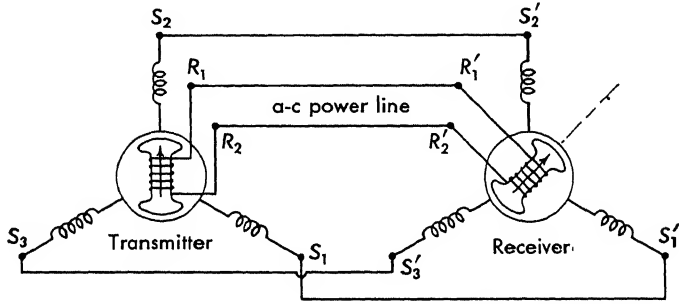 S₂ S₂′
R₁ R₁′
a-c power line
R₂ R₂′
S₃ Transmitter S₁ S₃′ Receiver S₁′